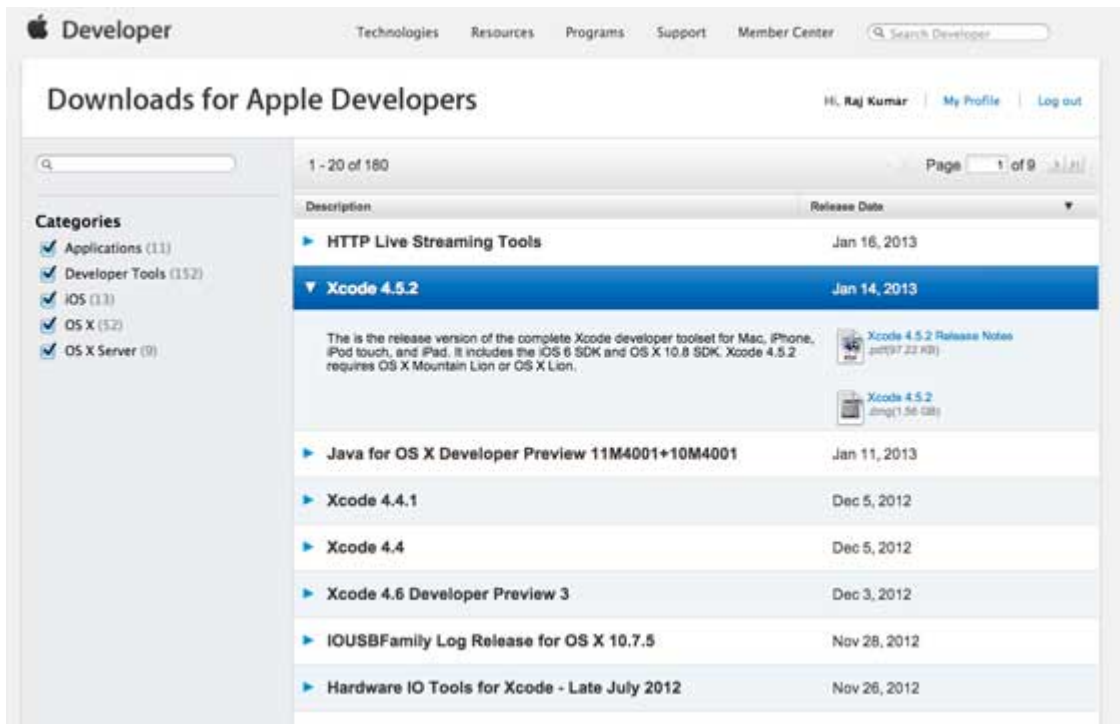 Developer
Technologies Resources Programs Support Member Center Search Developer
Downloads for Apple Developers
Hi, Raj Kumar My Profile Log out
1 - 20 of 180
Page 1 of 9
Categories
Applications (11)
Developer Tools (152)
iOS (13)
OS X (52)
OS X Server (9)
Description Release Date
HTTP Live Streaming Tools Jan 16, 2013
Xcode 4.5.2 Jan 14, 2013
The is the release version of the complete Xcode developer toolset for Mac, iPhone,
iPod touch, and iPad. It includes the iOS 6 SDK and OS X 10.8 SDK. Xcode 4.5.2
requires OS X Mountain Lion or OS X Lion.
Xcode 4.5.2 Release Notes
.pdf(97.22 KB)
Xcode 4.5.2
.dmg(1.56 GB)
Java for OS X Developer Preview 11M4001+10M4001 Jan 11, 2013
Xcode 4.4.1 Dec 5, 2012
Xcode 4.4 Dec 5, 2012
Xcode 4.6 Developer Preview 3 Dec 3, 2012
IOUSBFamily Log Release for OS X 10.7.5 Nov 28, 2012
Hardware IO Tools for Xcode - Late July 2012 Nov 26, 2012